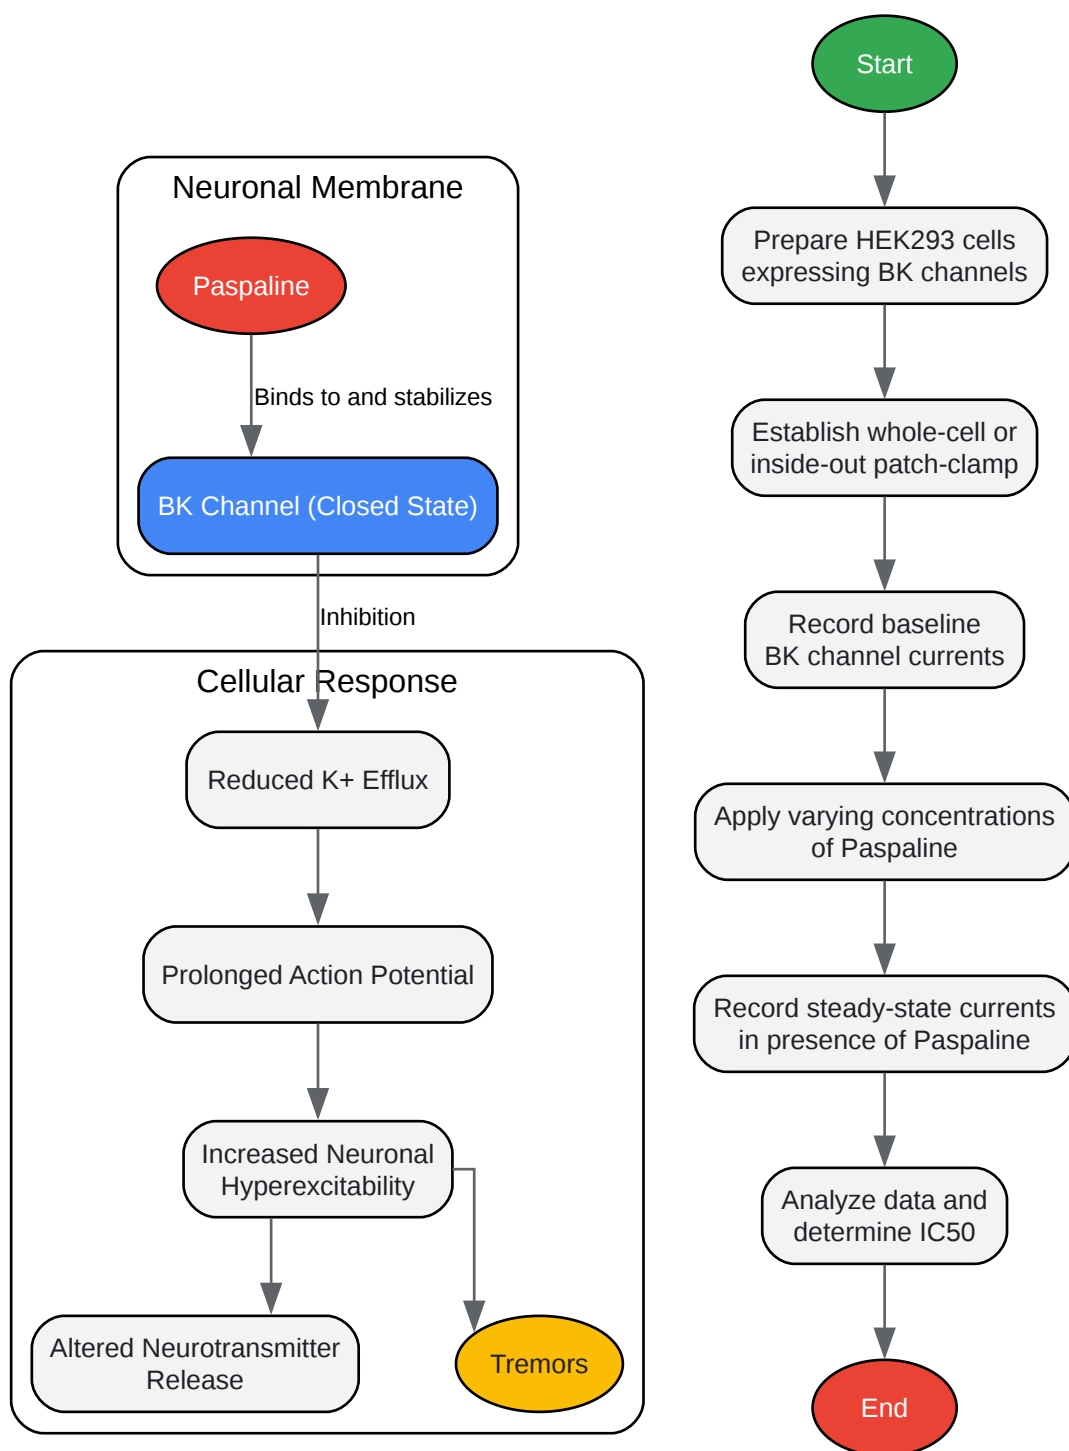 Neuronal Membrane
Paspaline
Binds to and stabilizes
BK Channel (Closed State)
Inhibition
Cellular Response
Reduced K+ Efflux
Prolonged Action Potential
Increased Neuronal
Hyperexcitability
Altered Neurotransmitter
Release
Tremors
Start
Prepare HEK293 cells
expressing BK channels
Establish whole-cell or
inside-out patch-clamp
Record baseline
BK channel currents
Apply varying concentrations
of Paspaline
Record steady-state currents
in presence of Paspaline
Analyze data and
determine IC50
End